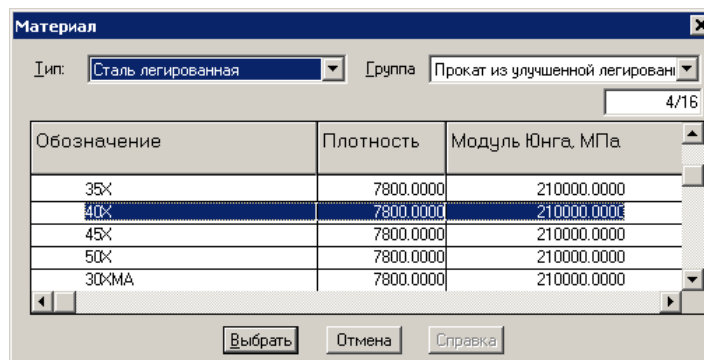 Материал
Тип: Сталь легированная Группа Прокат из улучшенной легировань
4/16
Обозначение Плотность Модуль Юнга, МПа
35Х 7800.0000 210000.0000
40Х 7800.0000 210000.0000
45Х 7800.0000 210000.0000
50Х 7800.0000 210000.0000
30ХМА 7800.0000 210000.0000
Выбрать Отмена Справка